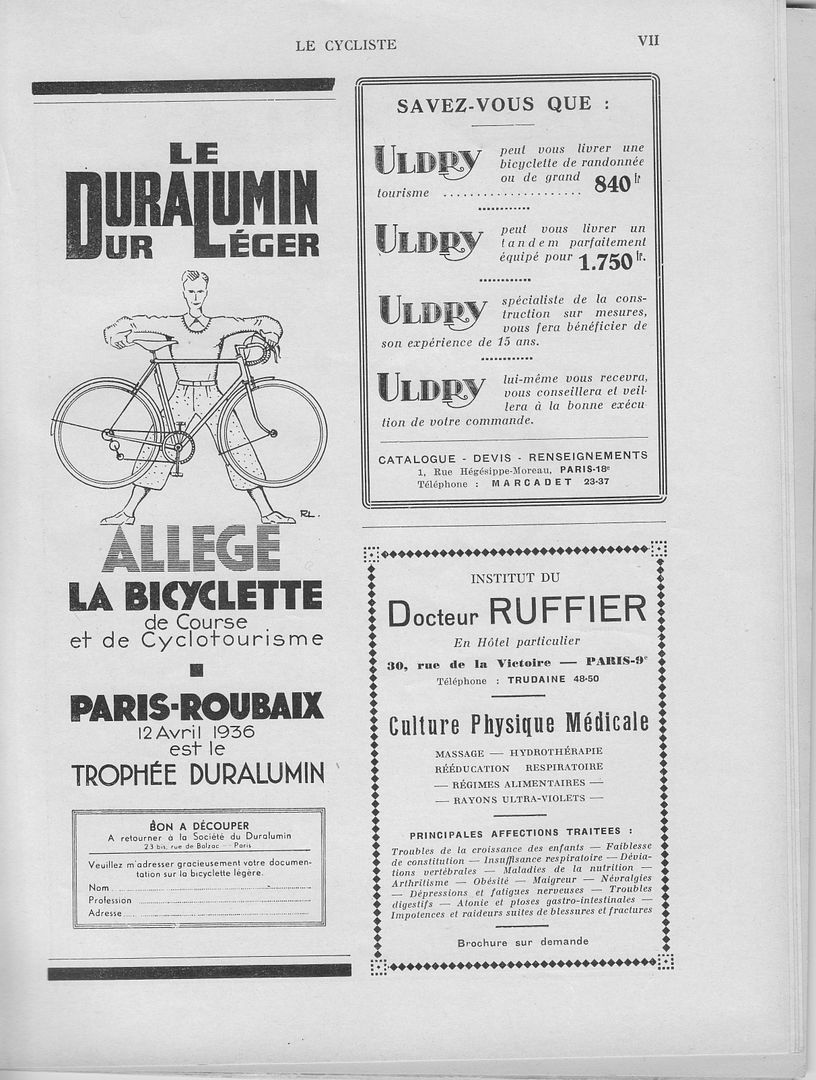 LE CYCLISTE
VII
LE
DURALUMIN
DUR LÉGER
RL.
ALLEGE
LA BICYCLETTE
de Course
et de Cyclotourisme
PARIS-ROUBAIX
12 Avril 1936
est le
TROPHÉE DURALUMIN
BON A DÉCOUPER
A retourner à la Société du Duralumin
23 bis, rue de Balzac -- Paris
Veuillez m'adresser gracieusement votre documen-
tation sur la bicyclette légère.
Nom
Profession
Adresse
SAVEZ-VOUS QUE :
ULDRY peut vous livrer une
bicyclette de randonnée
ou de grand
tourisme .................... 840 fr
ULDRY peut vous livrer un
tandem parfaitement
équipé pour 1.750 fr.
ULDRY spécialiste de la cons-
truction sur mesures,
vous fera bénéficier de
son expérience de 15 ans.
ULDRY lui-même vous recevra,
vous conseillera et veil-
lera à la bonne exécu-
tion de votre commande.
CATALOGUE - DEVIS - RENSEIGNEMENTS
1, Rue Hégésippe-Moreau, PARIS-18e
Téléphone : MARCADET 23-37
INSTITUT DU
Docteur RUFFIER
En Hôtel particulier
30, rue de la Victoire — PARIS-9e
Téléphone : TRUDAINE 48-50
Culture Physique Médicale
MASSAGE — HYDROTHÉRAPIE
RÉÉDUCATION RESPIRATOIRE
— RÉGIMES ALIMENTAIRES —
— RAYONS ULTRA-VIOLETS —
PRINCIPALES AFFECTIONS TRAITEES :
Troubles de la croissance des enfants — Faiblesse
de constitution — Insuffisance respiratoire — Dévia-
tions vertébrales — Maladies de la nutrition —
Arthritisme — Obésité — Maigreur — Névralgies
— Dépressions et fatigues nerveuses — Troubles
digestifs — Atonie et ptoses gastro-intestinales —
Impotences et raideurs suites de blessures et fractures
Brochure sur demande